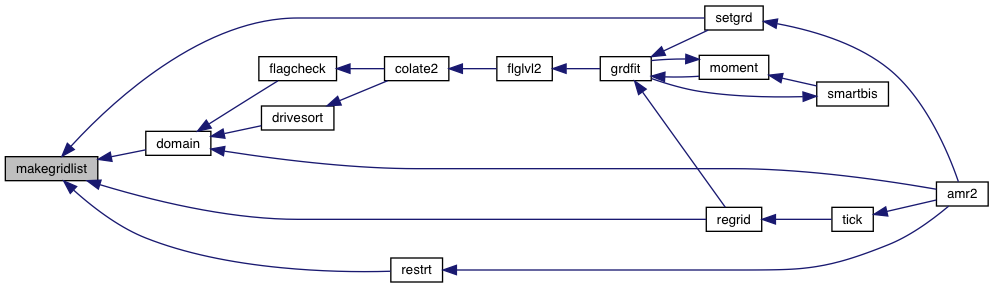 setgrd
flagcheck
colate2
flglvl2
grdfit
moment
smartbis
drivesort
domain
makegridlist
amr2
regrid
tick
restrt